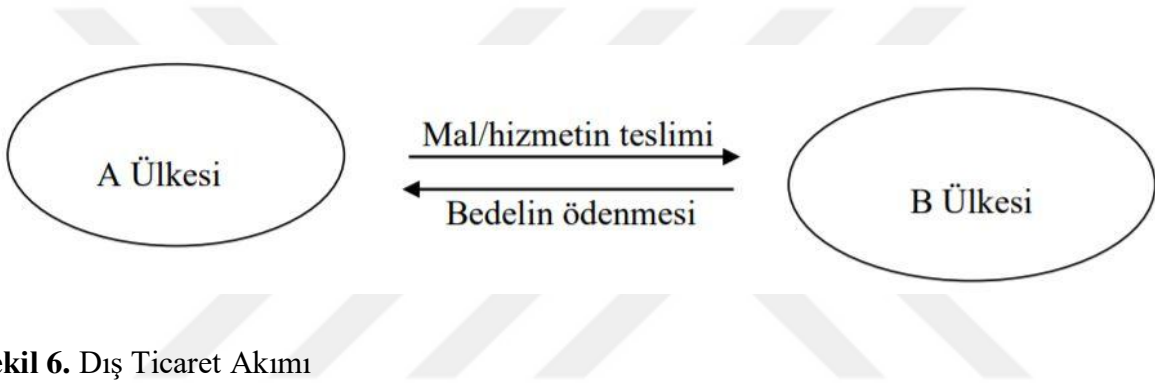 A Ülkesi
Mal/hizmetin teslimi
Bedelin ödenmesi
B Ülkesi
ekil 6. Dış Ticaret Akımı